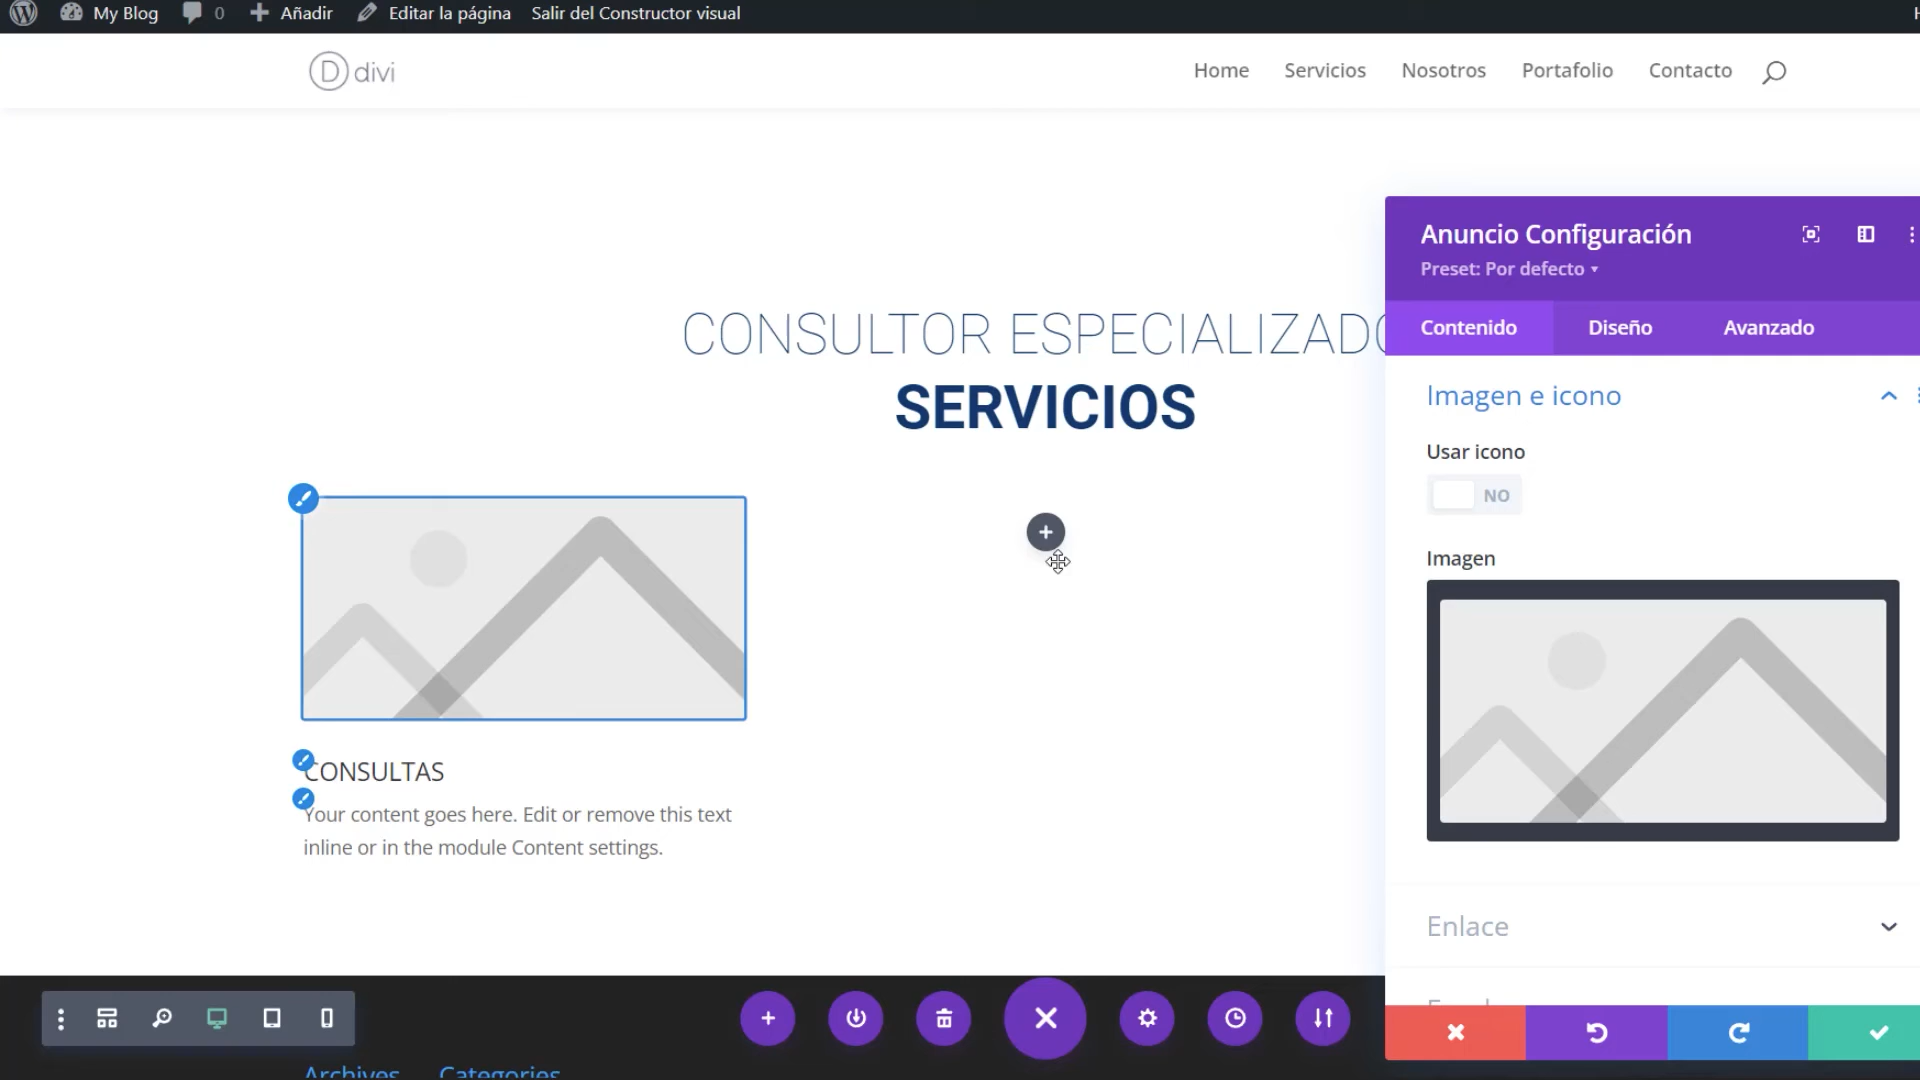 My Blog 0 Añadir Editar la página Salir del Constructor visual
divi
Home Servicios Nosotros Portafolio Contacto
CONSULTOR ESPECIALIZADO
SERVICIOS
CONSULTAS
Your content goes here. Edit or remove this text
inline or in the module Content settings.
Anuncio Configuración
Preset: Por defecto
Contenido Diseño Avanzado
Imagen e icono
Usar icono
NO
Imagen
Enlace
Archives Categories